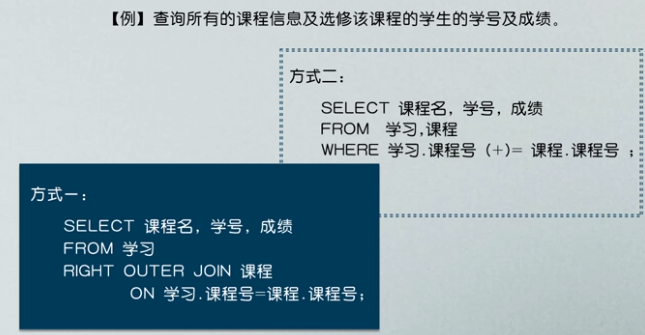 【例】查询所有的课程信息及选修该课程的学生的学号及成绩。
方式二：
SELECT 课程名，学号，成绩
FROM 学习,课程
WHERE 学习.课程号 (+)= 课程.课程号 ；
方式一：
SELECT 课程名，学号，成绩
FROM 学习
RIGHT OUTER JOIN 课程
ON 学习.课程号=课程.课程号；